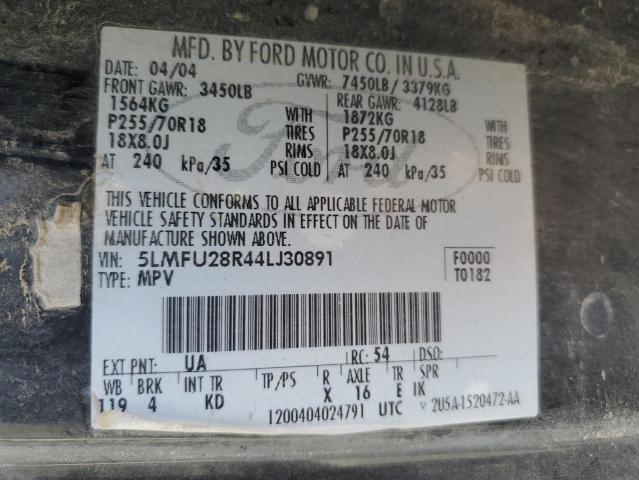 MFD. BY FORD MOTOR CO. IN U.S.A.
DATE: 04/04 GVWR: 7450LB / 3379KG
FRONT GAWR: 3450LB REAR GAWR: 4128LB
1564KG WITH 1872KG WITH
P255/70R18 TIRES P255/70R18 TIRES
18X8.0J RIMS 18X8.0J RIMS
AT 240 kPa/35 PSI COLD AT 240 kPa/35 PSI COLD
Ford
THIS VEHICLE CONFORMS TO ALL APPLICABLE FEDERAL MOTOR
VEHICLE SAFETY STANDARDS IN EFFECT ON THE DATE OF
MANUFACTURE SHOWN ABOVE.
VIN: 5LMFU28R44LJ30891 F0000
TYPE: MPV T0182
EXT PNT: UA RC: 54 DSO:
WB BRK INT TR TP/PS R AXLE TR SPR
119 4 KD X 16 E IK
1200404024791 UTC ▽ 2U5A-1520472-AA